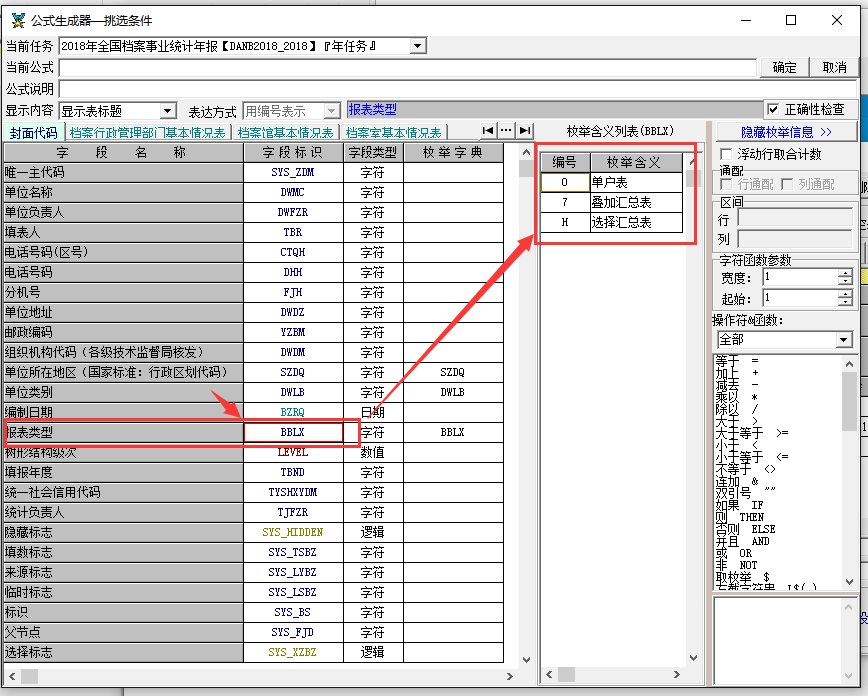 公式生成器--挑选条件
当前任务 2018年全国档案事业统计年报【DANB2018_2018】『年任务』
当前公式 确定 取消
公式说明
显示内容 显示表标题 表达方式 用编号表示 报表类型 正确性检查
封面代码 档案行政管理部门基本情况表 档案馆基本情况表 档案室基本情况表
枚举含义列表(BBLX)
隐藏枚举信息 >>
字 段 名 称 字段标识 字段类型 枚举字典
唯一主代码 SYS_ZDM 字符
单位名称 DWMC 字符
单位负责人 DWFZR 字符
填表人 TBR 字符
电话号码(区号) CTQH 字符
电话号码 DHH 字符
分机号 FJH 字符
单位地址 DWDZ 字符
邮政编码 YZBM 字符
组织机构代码（各级技术监督局核发） DWDM 字符
单位所在地区（国家标准：行政区划代码） SZDQ 字符 SZDQ
单位类别 DWLB 字符 DWLB
编制日期 BZRQ 日期
报表类型 BBLX 字符 BBLX
树形结构级次 LEVEL 数值
填报年度 TBND 字符
统一社会信用代码 TYSHXYDM 字符
统计负责人 TJFZR 字符
隐藏标志 SYS_HIDDEN 逻辑
填数标志 SYS_TSBZ 字符
来源标志 SYS_LYBZ 字符
临时标志 SYS_LSBZ 字符
标识 SYS_BS 字符
父节点 SYS_FJD 字符
选择标志 SYS_XZBZ 逻辑
编号 枚举含义
0 单户表
7 叠加汇总表
H 选择汇总表
浮动行取合计数
通配
行通配 列通配
区间
行
列
字符函数参数
宽度: 1
起始: 1
操作符&函数:
全部
等于 =
加上 +
减去 -
乘以 *
除以 /
大于 >
大于等于 >=
小于 <
小于等于 <=
不等于 <>
连加 &
双引号 ""
如果 IF
则 THEN
否则 ELSE
并且 AND
或 OR
非 NOT
取枚举 $